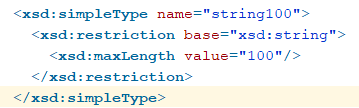 <xsd:simpleType name="string100">
<xsd:restriction base="xsd:string">
<xsd:maxLength value="100"/>
</xsd:restriction>
</xsd:simpleType>